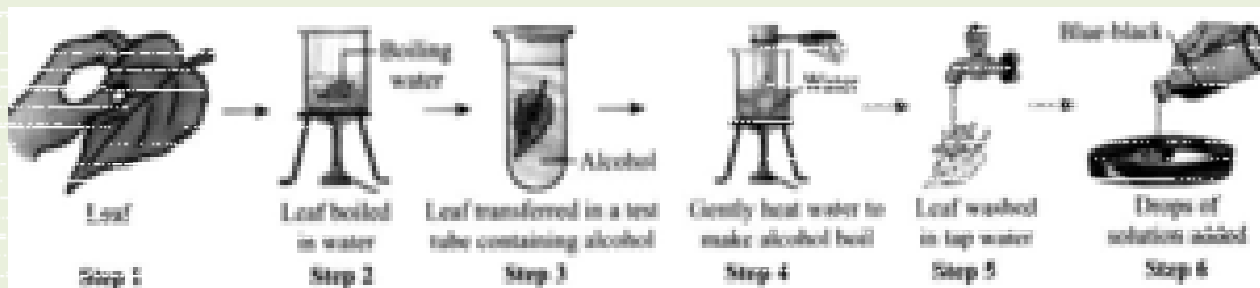 Boiling
water
Alcohol
Water
Blue-black
Leaf
Leaf boiled
in water
Leaf transferred in a test
tube containing alcohol
Gently heat water to
make alcohol boil
Leaf washed
in tap water
Drops of
solution added
Step 1
Step 2
Step 3
Step 4
Step 5
Step 6